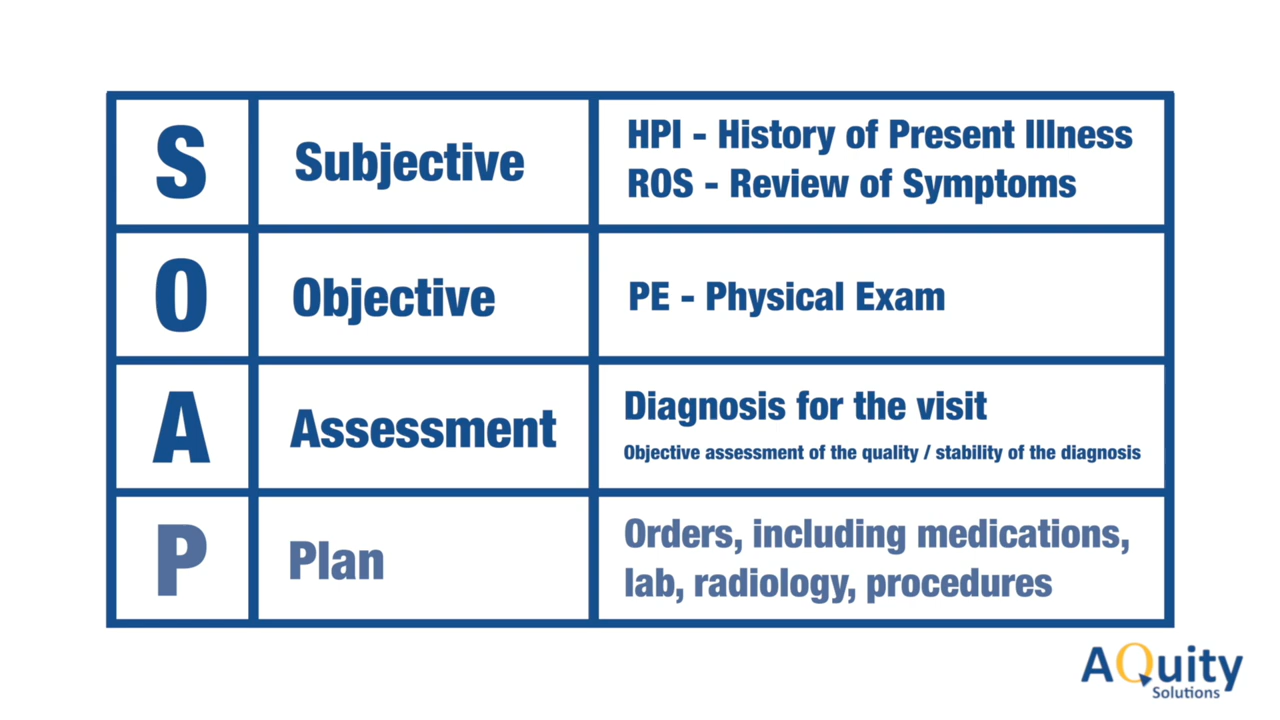 S
Subjective
HPI - History of Present Illness
ROS - Review of Symptoms
O
Objective
PE - Physical Exam
A
Assessment
Diagnosis for the visit
Objective assessment of the quality / stability of the diagnosis
P
Plan
Orders, including medications,
lab, radiology, procedures
AQuity
Solutions